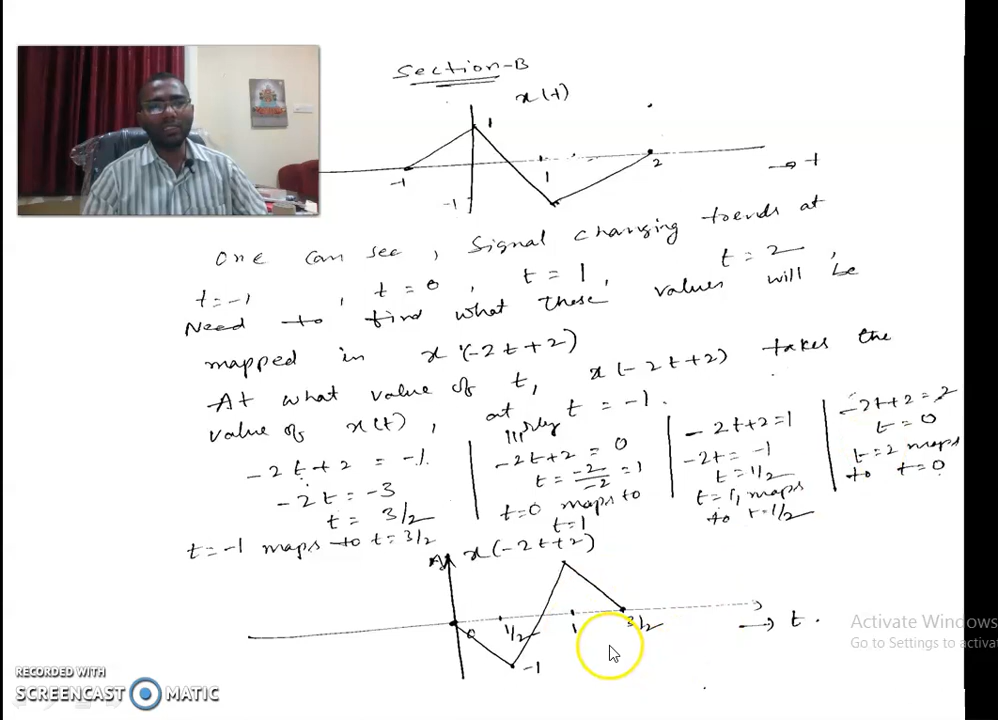 Section-B
x(t)
1
-1
1
2
→ t
-1
One can see, Signal changing trends at
t=-1, t=0, t=1, t=2,
Need to find what these values will be
mapped in x(-2t+2)
At what value of t, x(-2t+2) takes the
value of x(t), at t=-1.
-2t+2 = -1
-2t = -3
t = 3/2
t=-1 maps to t=3/2
|||rly
-2t+2 = 0
t = -2/-2 = 1
t=0 maps to
t=1
-2t+2=1
-2t = -1
t=1/2
t=1, maps
to t=1/2
-2t+2=2
t=0
t=2 maps
to t=0
x(-2t+2)
0
1/2
1
3/2
→ t.
-1
Activate Windows
Go to Settings to activat
RECORDED WITH
SCREENCAST MATIC